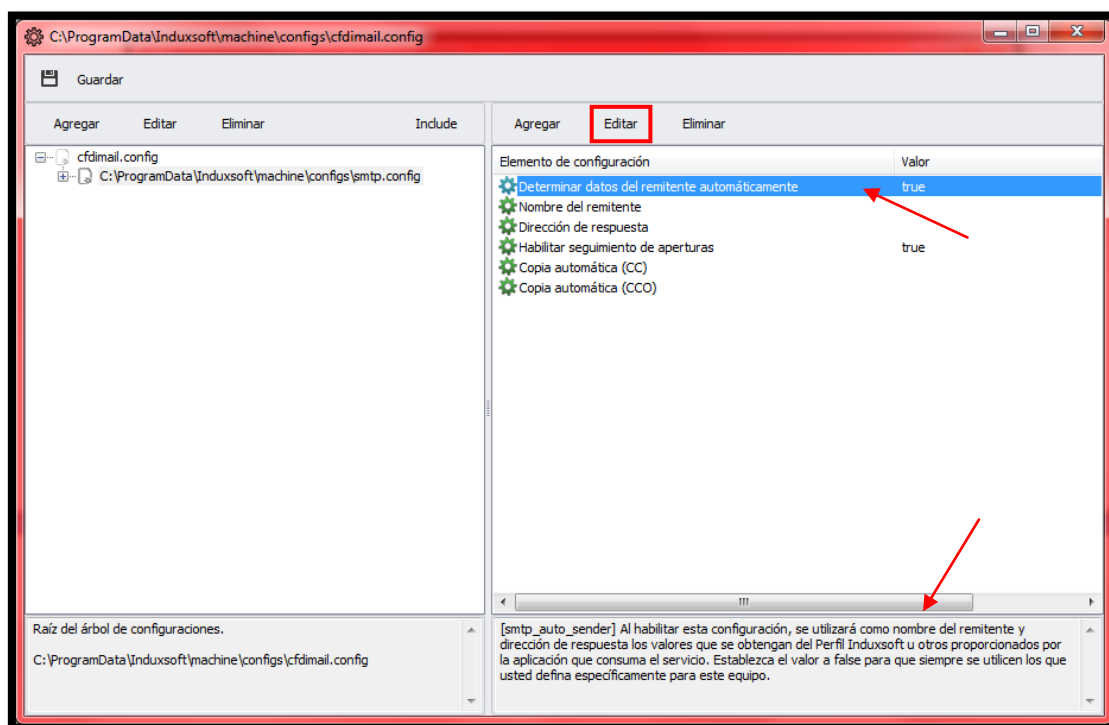 C:\ProgramData\Induxsoft\machine\configs\cfdimail.config
Guardar
Agregar Editar Eliminar Include
Agregar Editar Eliminar
cfdimail.config
C:\ProgramData\Induxsoft\machine\configs\smtp.config
Elemento de configuración Valor
Determinar datos del remitente automáticamente true
Nombre del remitente
Dirección de respuesta
Habilitar seguimiento de aperturas true
Copia automática (CC)
Copia automática (CCO)
Raíz del árbol de configuraciones.
C:\ProgramData\Induxsoft\machine\configs\cfdimail.config
[smtp_auto_sender] Al habilitar esta configuración, se utilizará como nombre del remitente y
dirección de respuesta los valores que se obtengan del Perfil Induxsoft u otros proporcionados por
la aplicación que consuma el servicio. Establezca el valor a false para que siempre se utilicen los que
usted defina específicamente para este equipo.